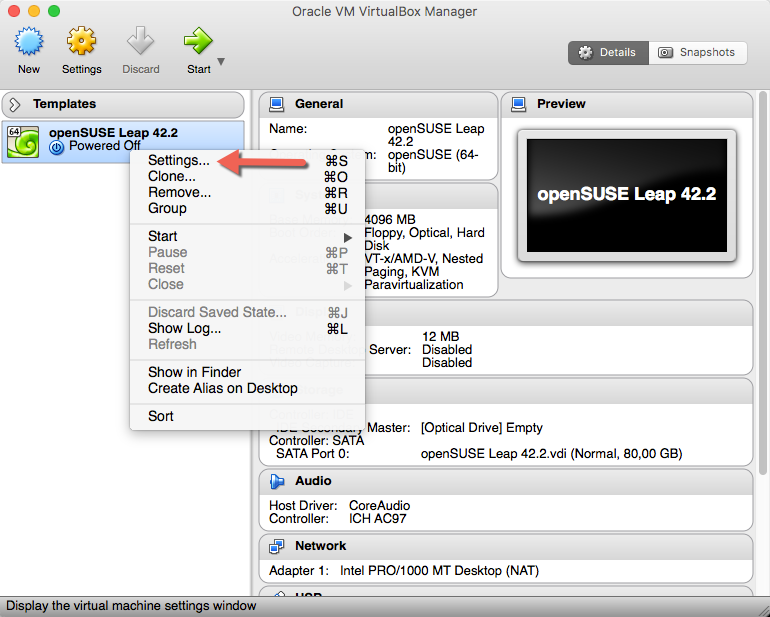 Oracle VM VirtualBox Manager
New Settings Discard Start
Details Snapshots
Templates
64 openSUSE Leap 42.2
Powered Off
Settings... ⌘S
Clone... ⌘O
Remove... ⌘R
Group ⌘U
Start
Pause ⌘P
Reset ⌘T
Close
Discard Saved State... ⌘J
Show Log... ⌘L
Refresh
Show in Finder
Create Alias on Desktop
Sort
General
Name: openSUSE Leap
42.2
openSUSE (64-
bit)
4096 MB
Floppy, Optical, Hard
Disk
VT-x/AMD-V, Nested
Paging, KVM
Paravirtualization
12 MB
Server: Disabled
Disabled
IDE Secondary Master: [Optical Drive] Empty
Controller: SATA
SATA Port 0: openSUSE Leap 42.2.vdi (Normal, 80,00 GB)
Audio
Host Driver: CoreAudio
Controller: ICH AC97
Network
Adapter 1: Intel PRO/1000 MT Desktop (NAT)
USB
Preview
openSUSE Leap 42.2
Display the virtual machine settings window